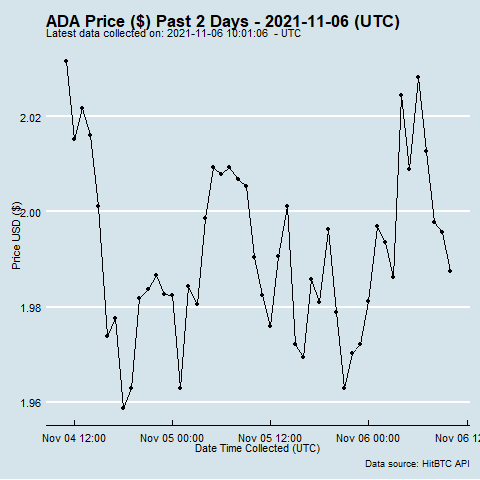 ADA Price ($) Past 2 Days - 2021-11-06 (UTC)
Latest data collected on: 2021-11-06 10:01:06 - UTC
Price USD ($)
2.02
2.00
1.98
1.96
Nov 04 12:00 Nov 05 00:00 Nov 05 12:00 Nov 06 00:00 Nov 06 12
Date Time Collected (UTC)
Data source: HitBTC API